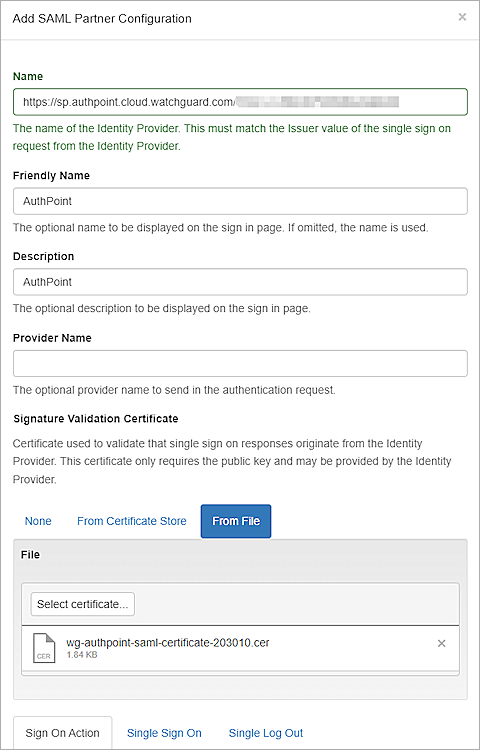 Add SAML Partner Configuration
×
Name
https://sp.authpoint.cloud.watchguard.com/
The name of the Identity Provider. This must match the Issuer value of the single sign on
request from the Identity Provider.
Friendly Name
AuthPoint
The optional name to be displayed on the sign in page. If omitted, the name is used.
Description
AuthPoint
The optional description to be displayed on the sign in page.
Provider Name
The optional provider name to send in the authentication request.
Signature Validation Certificate
Certificate used to validate that single sign on responses originate from the Identity
Provider. This certificate only requires the public key and may be provided by the Identity
Provider.
None From Certificate Store From File
File
Select certificate...
CER wg-authpoint-saml-certificate-203010.cer ×
1.84 KB
Sign On Action Single Sign On Single Log Out